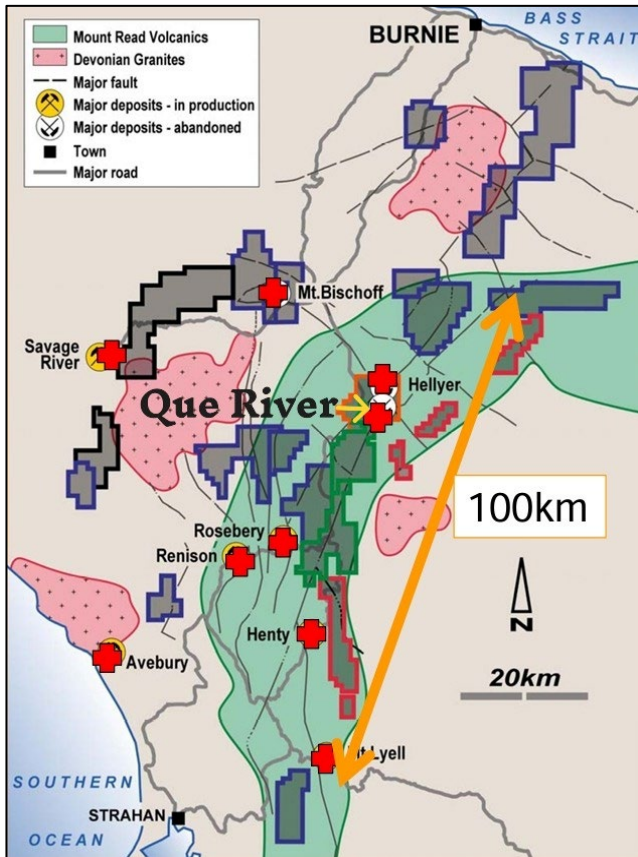 Mount Read Volcanics
Devonian Granites
Major fault
Major deposits - in production
Major deposits - abandoned
Town
Major road
BURNIE
BASS
STRAIT
Mt.Bischoff
Savage
River
Hellyer
Que River
100km
Rosebery
Renison
Henty
N
20km
Avebury
Lyell
SOUTHERN
OCEAN
STRAHAN